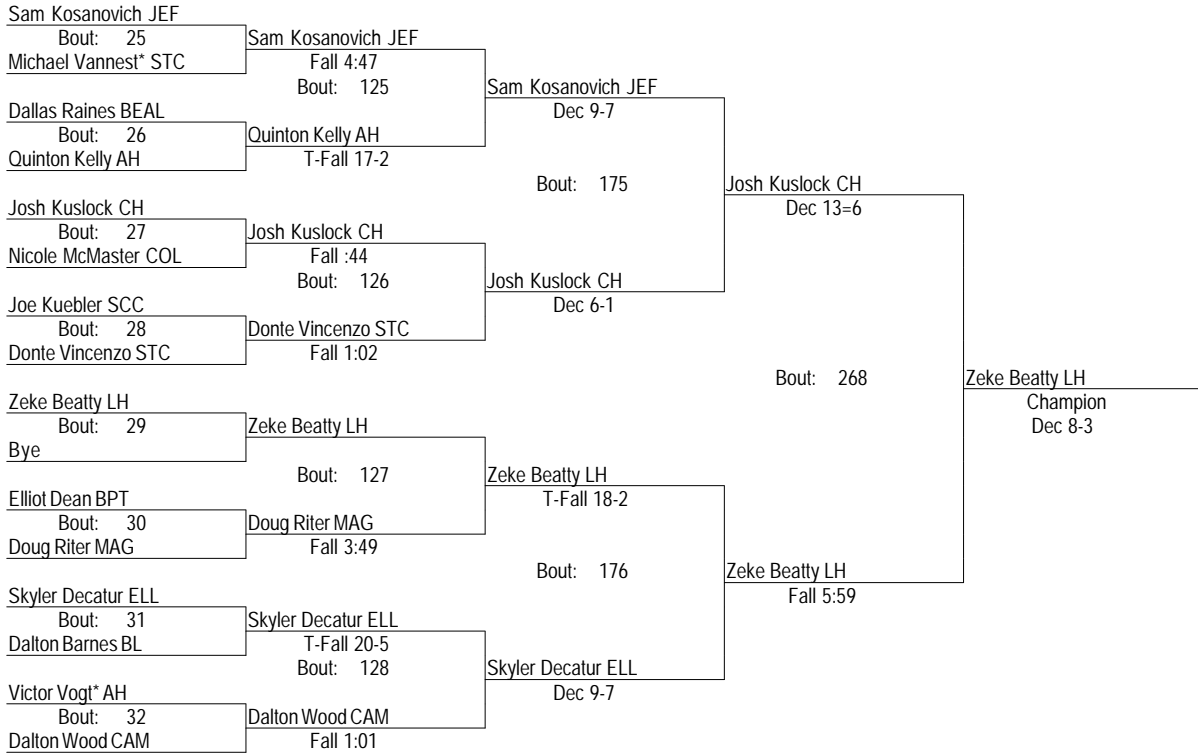 Sam Kosanovich JEF
Bout: 25
Michael Vannest* STC
Sam Kosanovich JEF
Fall 4:47
Bout: 125
Dallas Raines BEAL
Bout: 26
Quinton Kelly AH
Quinton Kelly AH
T-Fall 17-2
Sam Kosanovich JEF
Dec 9-7
Bout: 175
Josh Kuslock CH
Bout: 27
Nicole McMaster COL
Josh Kuslock CH
Fall :44
Bout: 126
Joe Kuebler SCC
Bout: 28
Donte Vincenzo STC
Donte Vincenzo STC
Fall 1:02
Josh Kuslock CH
Dec 6-1
Josh Kuslock CH
Dec 13=6
Bout: 268
Zeke Beatty LH
Bout: 29
Bye
Zeke Beatty LH
Bout: 127
Elliot Dean BPT
Bout: 30
Doug Riter MAG
Doug Riter MAG
Fall 3:49
Zeke Beatty LH
T-Fall 18-2
Bout: 176
Skyler Decatur ELL
Bout: 31
Dalton Barnes BL
Skyler Decatur ELL
T-Fall 20-5
Bout: 128
Victor Vogt* AH
Bout: 32
Dalton Wood CAM
Dalton Wood CAM
Fall 1:01
Skyler Decatur ELL
Dec 9-7
Zeke Beatty LH
Fall 5:59
Zeke Beatty LH
Champion
Dec 8-3